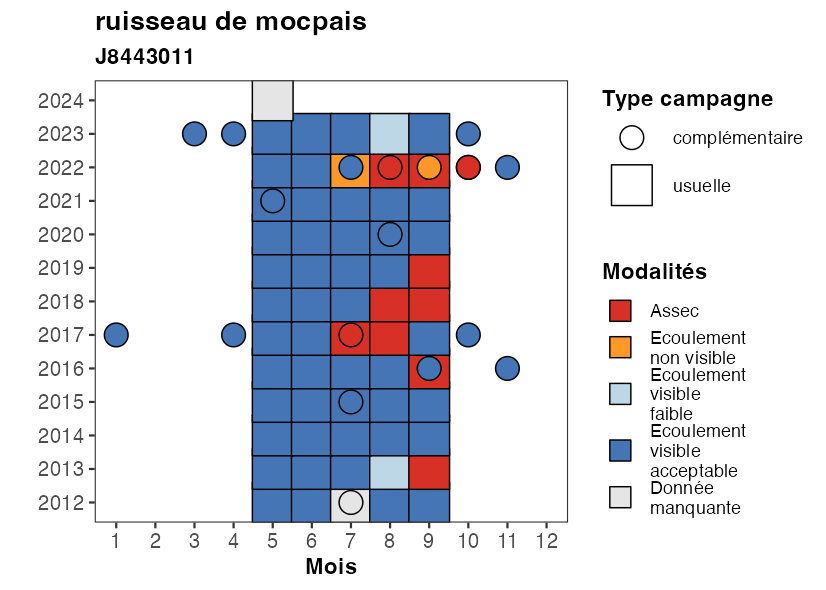 ruisseau de mocpais
J8443011
2024
2023
2022
2021
2020
2019
2018
2017
2016
2015
2014
2013
2012
1 2 3 4 5 6 7 8 9 10 11 12
Mois
Type campagne
complémentaire
usuelle
Modalités
Assec
Ecoulement
non visible
Ecoulement
visible
faible
Ecoulement
visible
acceptable
Donnée
manquante